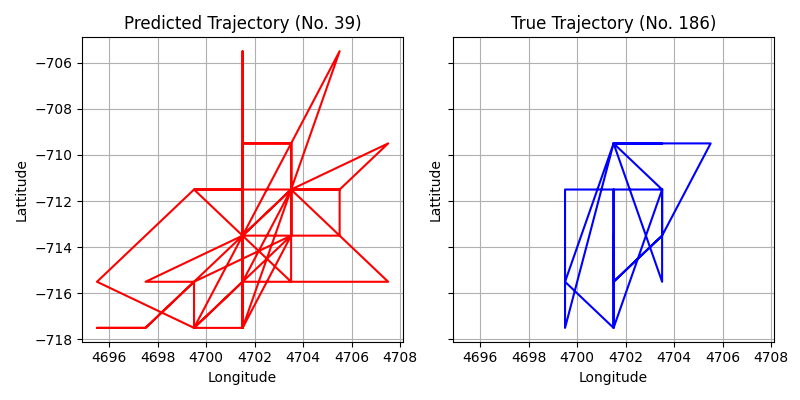 Predicted Trajectory (No. 39)
True Trajectory (No. 186)
Lattitude
−706
−708
−710
−712
−714
−716
−718
4696 4698 4700 4702 4704 4706 4708
Longitude
Lattitude
4696 4698 4700 4702 4704 4706 4708
Longitude